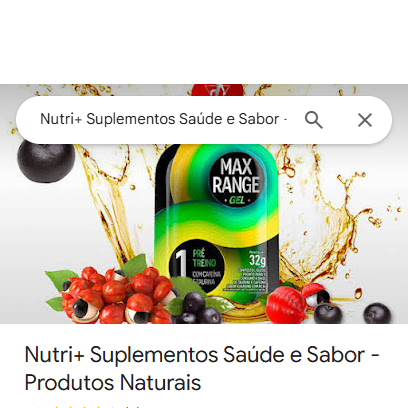 Nutri+ Suplementos Saúde e Sabor -
MAX
RANGE
GEL
32g
1
PRÉ
TREINO
COM CAFEÍNA
E TAURINA
Nutri+ Suplementos Saúde e Sabor -
Produtos Naturais